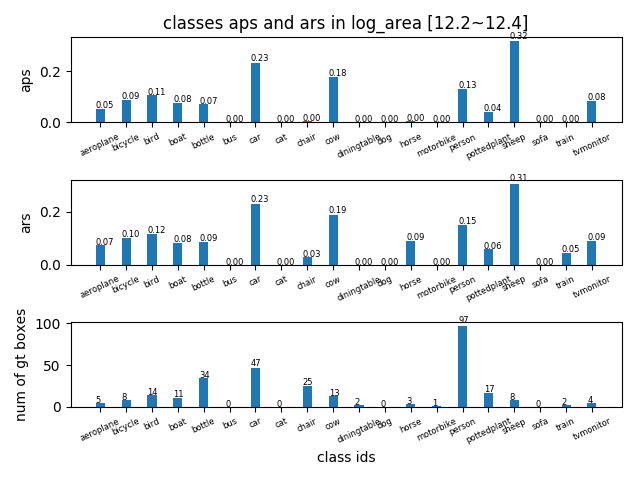 classes aps and ars in log_area [12.2~12.4]
aps
0.2
0.0
0.05 0.09 0.11 0.08 0.07 0.00 0.23 0.00 0.00 0.18 0.00 0.00 0.00 0.00 0.13 0.04 0.32 0.00 0.00 0.08
aeroplane bicycle bird boat bottle bus car cat chair cow diningtable dog horse motorbike person pottedplant sheep sofa train tvmonitor
ars
0.2
0.0
0.07 0.10 0.12 0.08 0.09 0.00 0.23 0.00 0.03 0.19 0.00 0.00 0.09 0.00 0.15 0.06 0.31 0.00 0.05 0.09
aeroplane bicycle bird boat bottle bus car cat chair cow diningtable dog horse motorbike person pottedplant sheep sofa train tvmonitor
num of gt boxes
100
50
0
5 8 14 11 34 0 47 0 25 13 2 0 3 1 97 17 8 0 2 4
aeroplane bicycle bird boat bottle bus car cat chair cow diningtable dog horse motorbike person pottedplant sheep sofa train tvmonitor
class ids